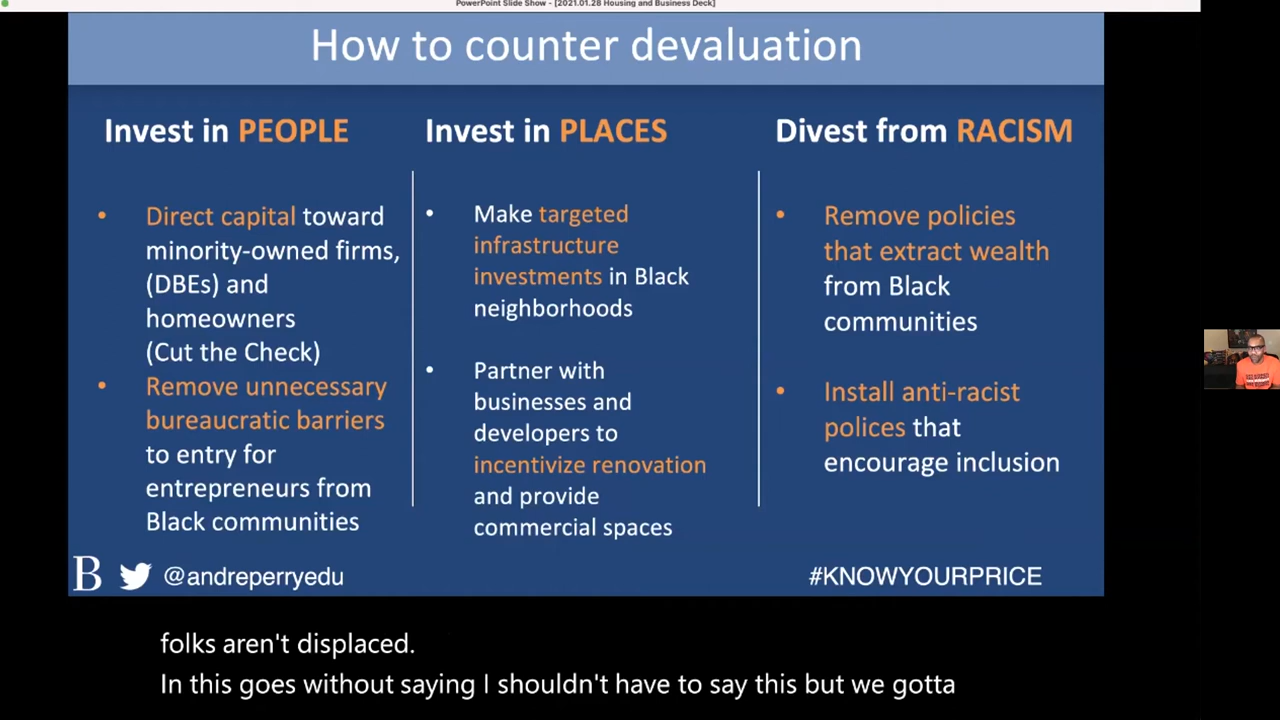 PowerPoint Slide Show - [2021.01.28 Housing and Business Deck]
How to counter devaluation
Invest in PEOPLE
• Direct capital toward
minority-owned firms,
(DBEs) and
homeowners
(Cut the Check)
• Remove unnecessary
bureaucratic barriers
to entry for
entrepreneurs from
Black communities
Invest in PLACES
• Make targeted
infrastructure
investments in Black
neighborhoods
• Partner with
businesses and
developers to
incentivize renovation
and provide
commercial spaces
Divest from RACISM
• Remove policies
that extract wealth
from Black
communities
• Install anti-racist
polices that
encourage inclusion
B @andreperryedu
#KNOWYOURPRICE
folks aren't displaced.
In this goes without saying I shouldn't have to say this but we gotta